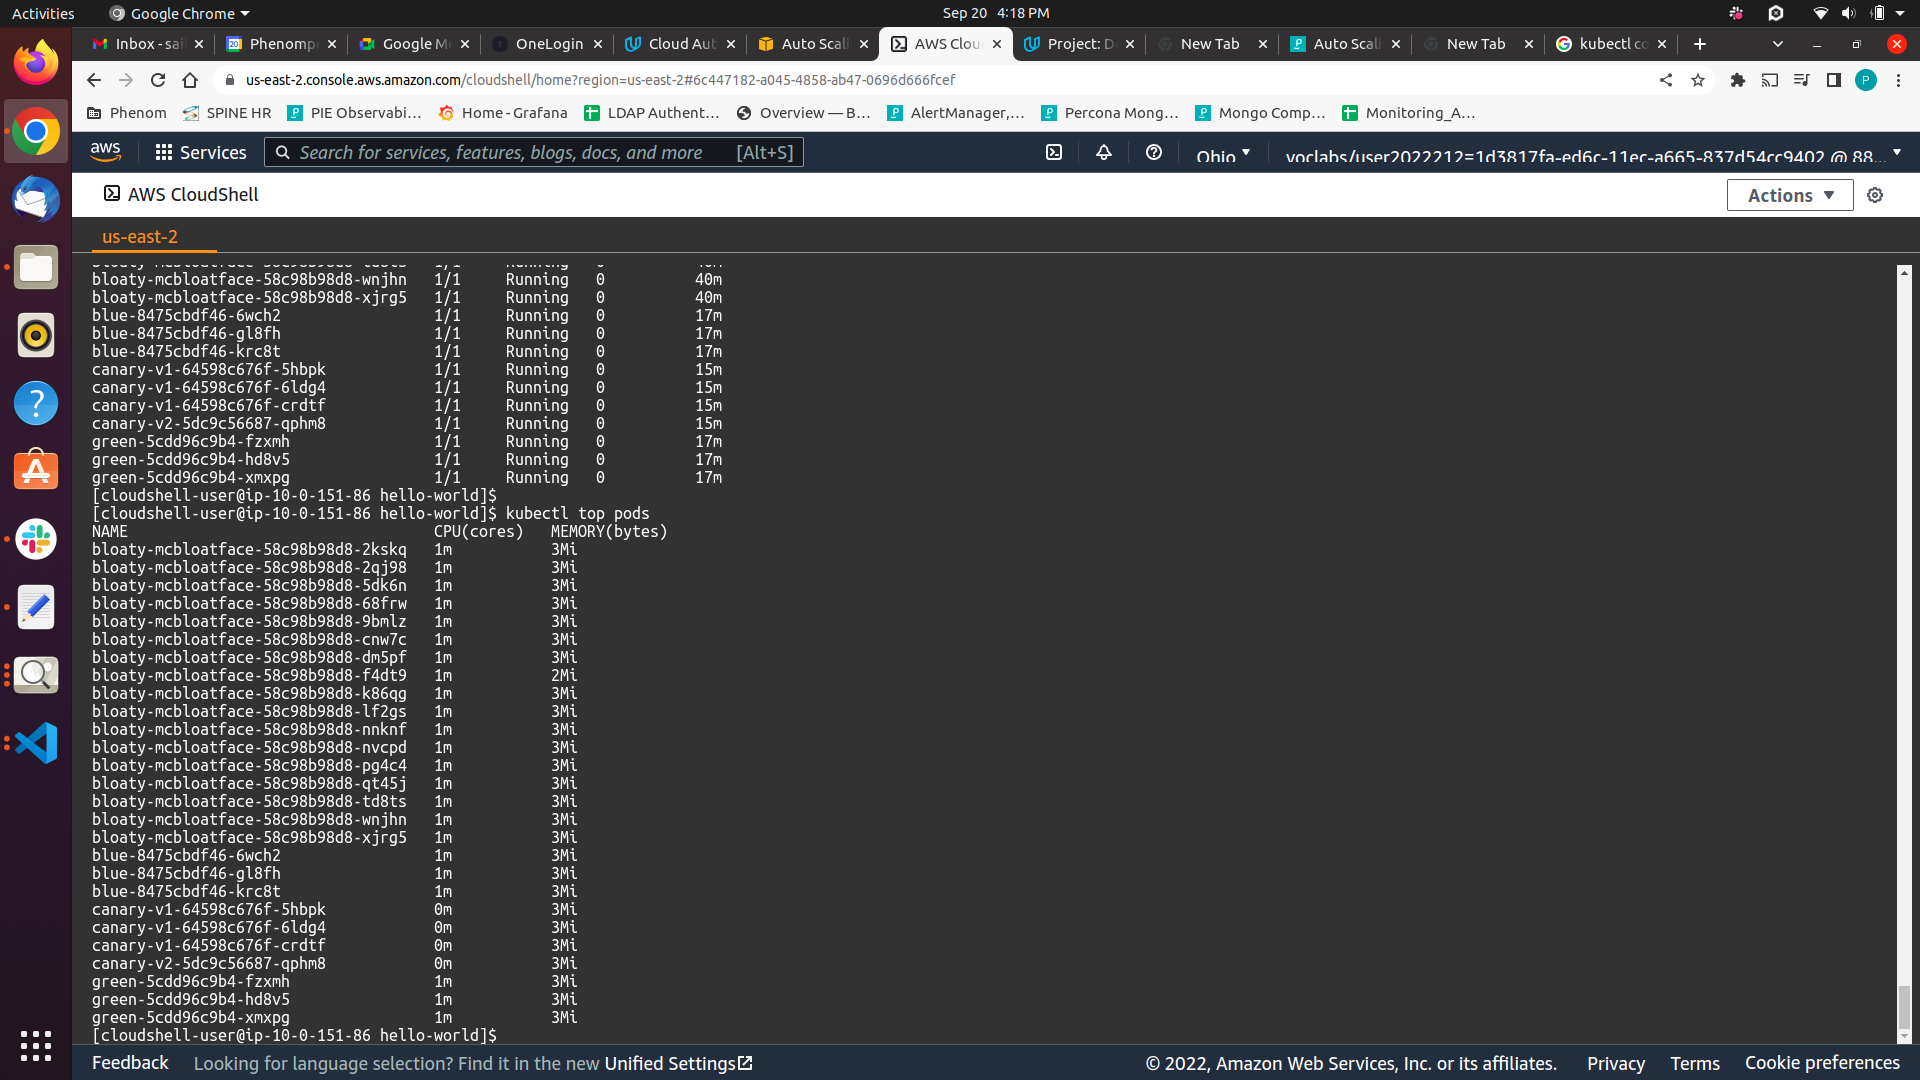 Activities Google Chrome Sep 20 4:18 PM
Inbox - sai Phenompe Google Me OneLogin Cloud Aut Auto Scali AWS Clou Project: D New Tab Auto Scali New Tab kubectl co
us-east-2.console.aws.amazon.com/cloudshell/home?region=us-east-2#6c447182-a045-4858-ab47-0696d666fcef P
Phenom SPINE HR PIE Observabi... Home - Grafana LDAP Authent... Overview — B... AlertManager,... Percona Mong... Mongo Comp... Monitoring_A...
aws Services Search for services, features, blogs, docs, and more [Alt+S] Ohio voclabs/user2022212=1d3817fa-ed6c-11ec-a665-837d54cc9402 @ 88...
AWS CloudShell Actions
us-east-2
bloaty-mcbloatface-58c98b98d8-td8ts 1/1 Running 0 40m
bloaty-mcbloatface-58c98b98d8-wnjhn 1/1 Running 0 40m
bloaty-mcbloatface-58c98b98d8-xjrg5 1/1 Running 0 40m
blue-8475cbdf46-6wch2 1/1 Running 0 17m
blue-8475cbdf46-gl8fh 1/1 Running 0 17m
blue-8475cbdf46-krc8t 1/1 Running 0 17m
canary-v1-64598c676f-5hbpk 1/1 Running 0 15m
canary-v1-64598c676f-6ldg4 1/1 Running 0 15m
canary-v1-64598c676f-crdtf 1/1 Running 0 15m
canary-v2-5dc9c56687-qphm8 1/1 Running 0 15m
green-5cdd96c9b4-fzxmh 1/1 Running 0 17m
green-5cdd96c9b4-hd8v5 1/1 Running 0 17m
green-5cdd96c9b4-xmxpg 1/1 Running 0 17m
[cloudshell-user@ip-10-0-151-86 hello-world]$
[cloudshell-user@ip-10-0-151-86 hello-world]$ kubectl top pods
NAME CPU(cores) MEMORY(bytes)
bloaty-mcbloatface-58c98b98d8-2kskq 1m 3Mi
bloaty-mcbloatface-58c98b98d8-2qj98 1m 3Mi
bloaty-mcbloatface-58c98b98d8-5dk6n 1m 3Mi
bloaty-mcbloatface-58c98b98d8-68frw 1m 3Mi
bloaty-mcbloatface-58c98b98d8-9bmlz 1m 3Mi
bloaty-mcbloatface-58c98b98d8-cnw7c 1m 3Mi
bloaty-mcbloatface-58c98b98d8-dm5pf 1m 3Mi
bloaty-mcbloatface-58c98b98d8-f4dt9 1m 2Mi
bloaty-mcbloatface-58c98b98d8-k86qg 1m 3Mi
bloaty-mcbloatface-58c98b98d8-lf2gs 1m 3Mi
bloaty-mcbloatface-58c98b98d8-nnknf 1m 3Mi
bloaty-mcbloatface-58c98b98d8-nvcpd 1m 3Mi
bloaty-mcbloatface-58c98b98d8-pg4c4 1m 3Mi
bloaty-mcbloatface-58c98b98d8-qt45j 1m 3Mi
bloaty-mcbloatface-58c98b98d8-td8ts 1m 3Mi
bloaty-mcbloatface-58c98b98d8-wnjhn 1m 3Mi
bloaty-mcbloatface-58c98b98d8-xjrg5 1m 3Mi
blue-8475cbdf46-6wch2 1m 3Mi
blue-8475cbdf46-gl8fh 1m 3Mi
blue-8475cbdf46-krc8t 1m 3Mi
canary-v1-64598c676f-5hbpk 0m 3Mi
canary-v1-64598c676f-6ldg4 0m 3Mi
canary-v1-64598c676f-crdtf 0m 3Mi
canary-v2-5dc9c56687-qphm8 0m 3Mi
green-5cdd96c9b4-fzxmh 1m 3Mi
green-5cdd96c9b4-hd8v5 1m 3Mi
green-5cdd96c9b4-xmxpg 1m 3Mi
[cloudshell-user@ip-10-0-151-86 hello-world]$
Feedback Looking for language selection? Find it in the new Unified Settings © 2022, Amazon Web Services, Inc. or its affiliates. Privacy Terms Cookie preferences